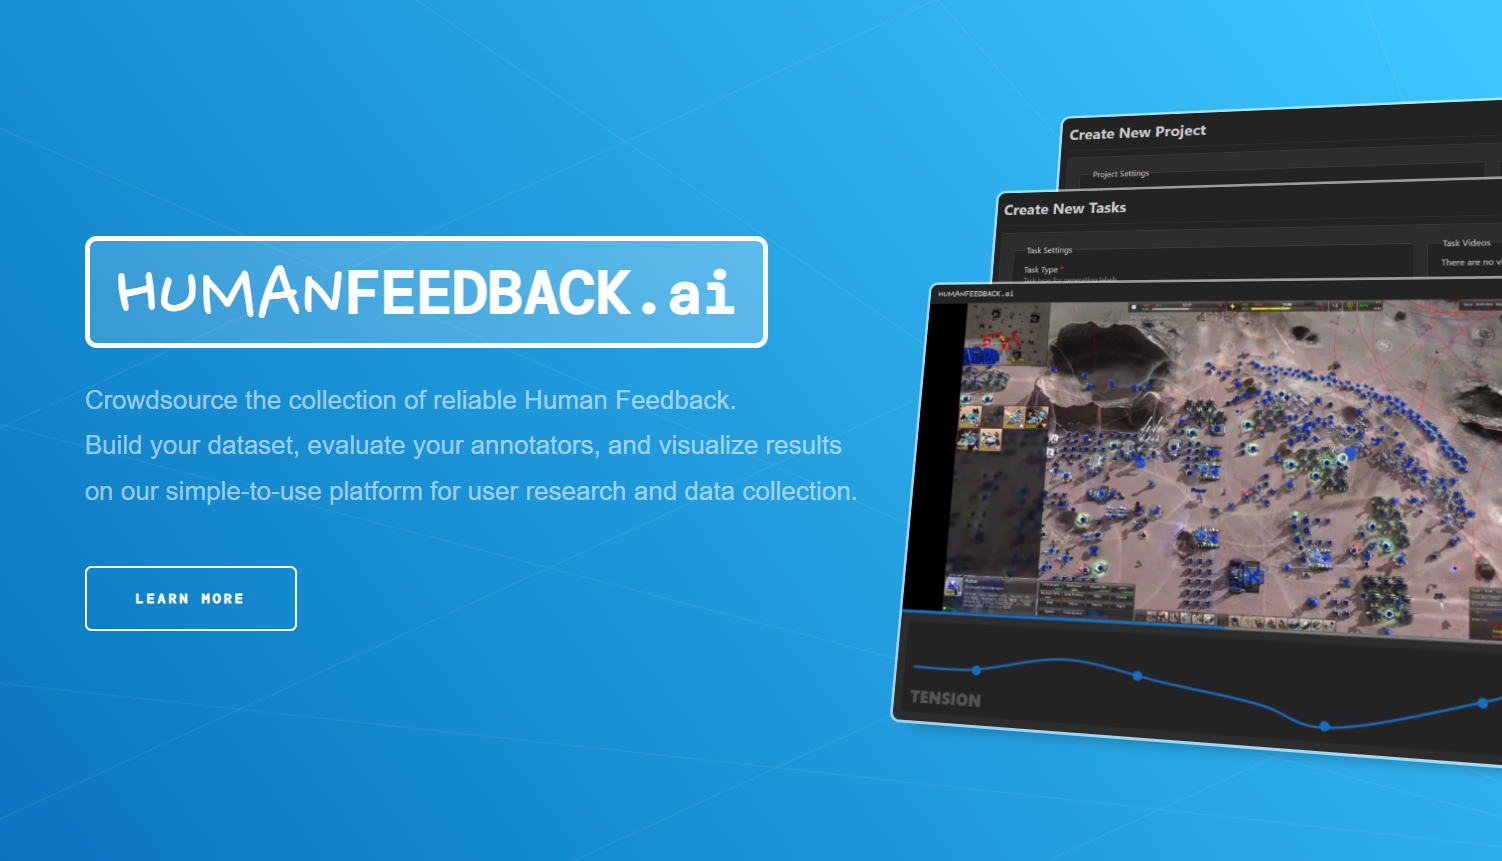 HUMANFEEDBACK.ai
Crowdsource the collection of reliable Human Feedback.
Build your dataset, evaluate your annotators, and visualize results
on our simple-to-use platform for user research and data collection.
LEARN MORE
Create New Project
Project Settings
Create New Tasks
Task Settings
Task Videos
Task Type *
There are no vi
HUMANFEEDBACK.ai
TENSION